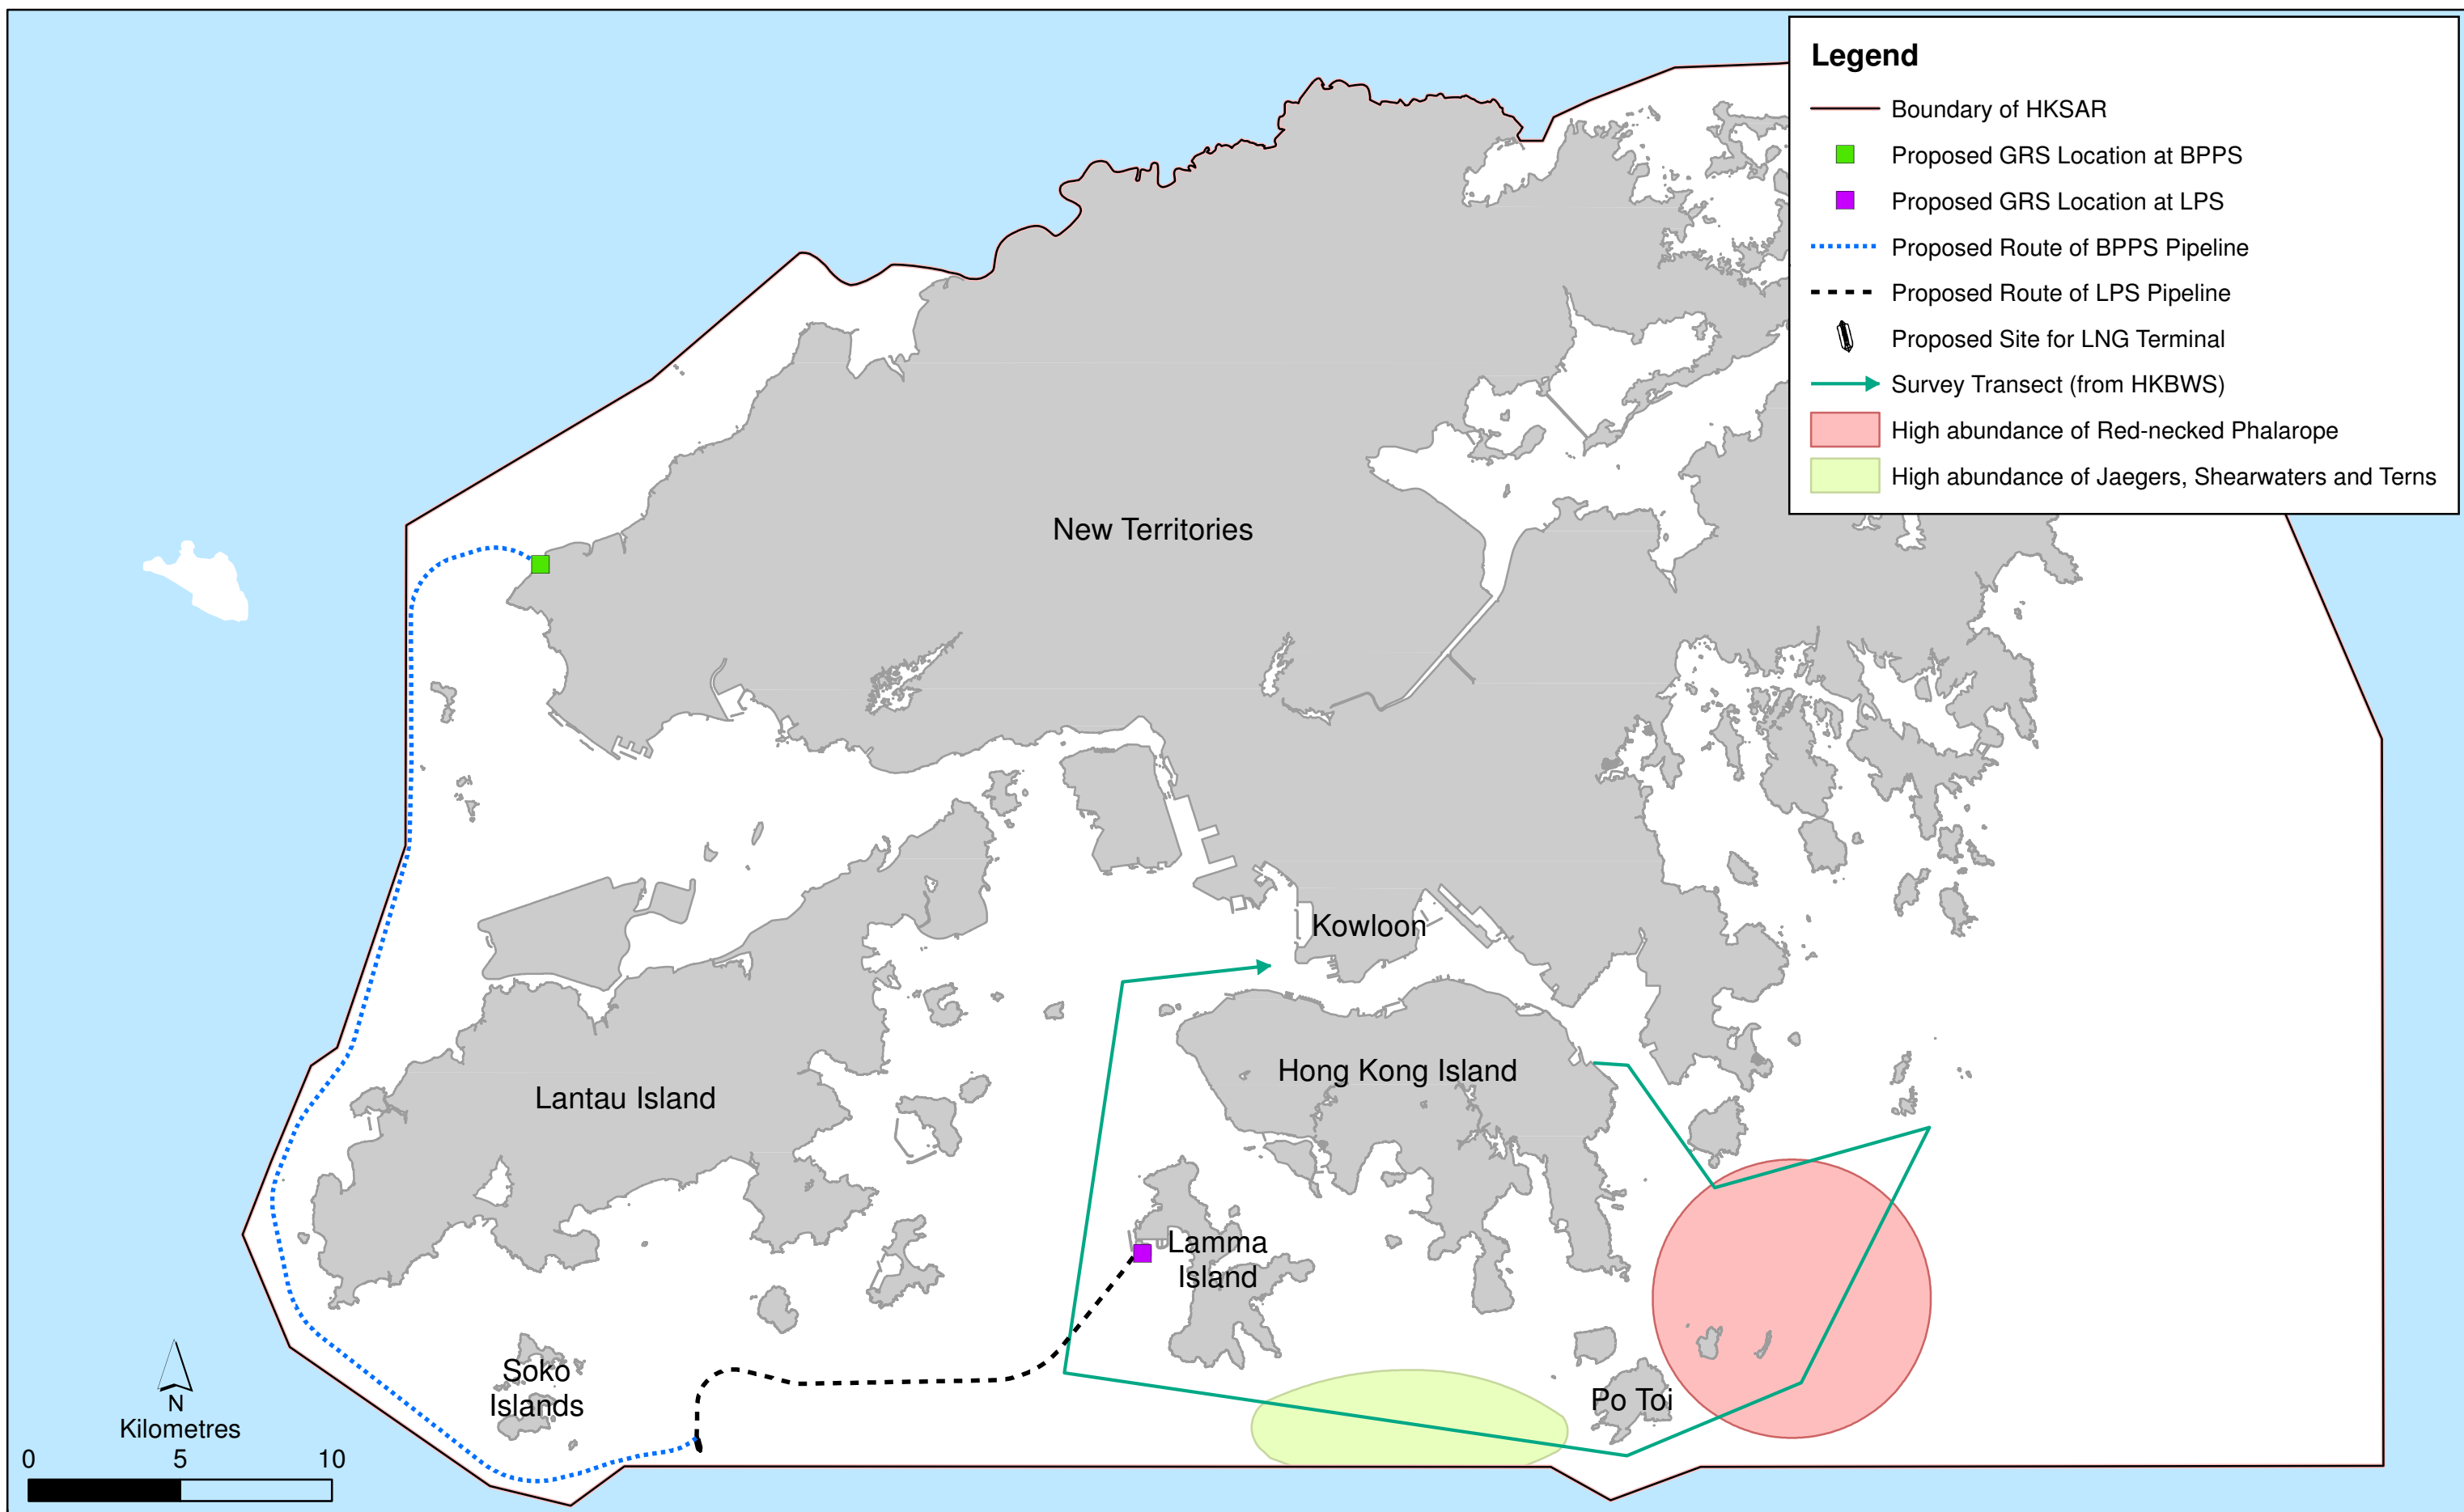 Legend
Boundary of HKSAR
Proposed GRS Location at BPPS
Proposed GRS Location at LPS
Proposed Route of BPPS Pipeline
Proposed Route of LPS Pipeline
Proposed Site for LNG Terminal
Survey Transect (from HKBWS)
High abundance of Red-necked Phalarope
High abundance of Jaegers, Shearwaters and Terns
New Territories
Kowloon
Hong Kong Island
Lantau Island
Lamma
Island
Soko
Islands
Po Toi
N
Kilometres
0 5 10